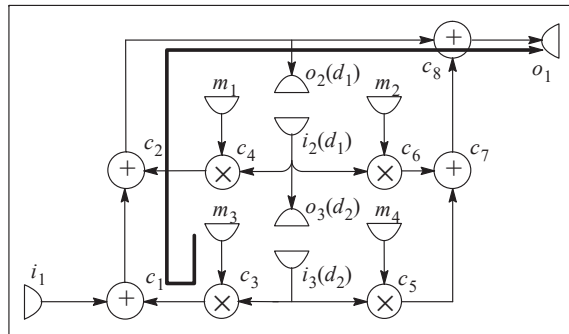 c₈
o₁
o₂(d₁)
m₁
m₂
c₂
c₄
i₂(d₁)
c₆
c₇
m₃
o₃(d₂)
m₄
i₁
c₁
c₃
i₃(d₂)
c₅